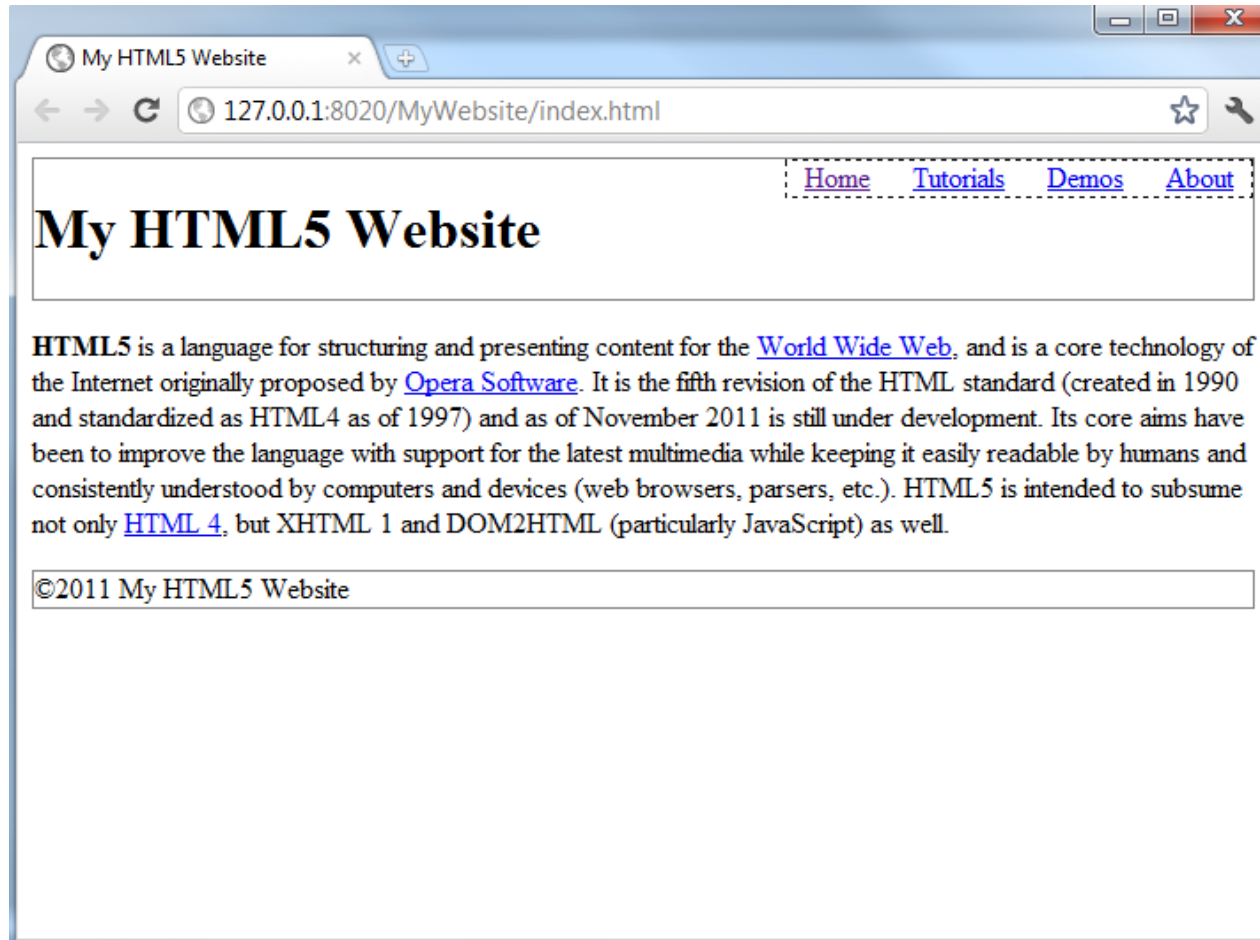 My HTML5 Website
127.0.0.1:8020/MyWebsite/index.html
Home Tutorials Demos About
My HTML5 Website
HTML5 is a language for structuring and presenting content for the World Wide Web, and is a core technology of
the Internet originally proposed by Opera Software. It is the fifth revision of the HTML standard (created in 1990
and standardized as HTML4 as of 1997) and as of November 2011 is still under development. Its core aims have
been to improve the language with support for the latest multimedia while keeping it easily readable by humans and
consistently understood by computers and devices (web browsers, parsers, etc.). HTML5 is intended to subsume
not only HTML 4, but XHTML 1 and DOM2HTML (particularly JavaScript) as well.
©2011 My HTML5 Website